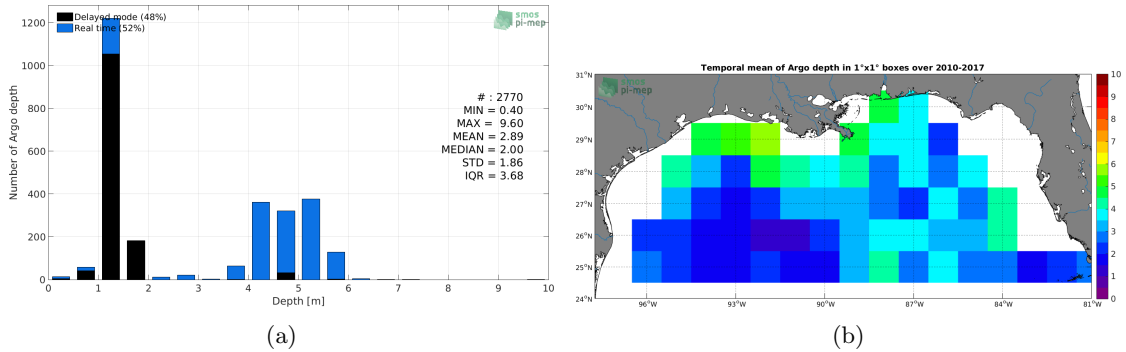 Delayed mode (48%)
Real time (52%)
smos
pi-mep
Number of Argo depth
1200
1000
800
600
400
200
0
# : 2770
MIN = 0.40
MAX = 9.60
MEAN = 2.89
MEDIAN = 2.00
STD = 1.86
IQR = 3.68
0 1 2 3 4 5 6 7 8 9 10
Depth [m]
(a)
Temporal mean of Argo depth in 1°x1° boxes over 2010-2017
smos
pi-mep
31°N
30°N
29°N
28°N
27°N
26°N
25°N
24°N
96°W 93°W 90°W 87°W 84°W 81°W
10
9
8
7
6
5
4
3
2
1
0
(b)